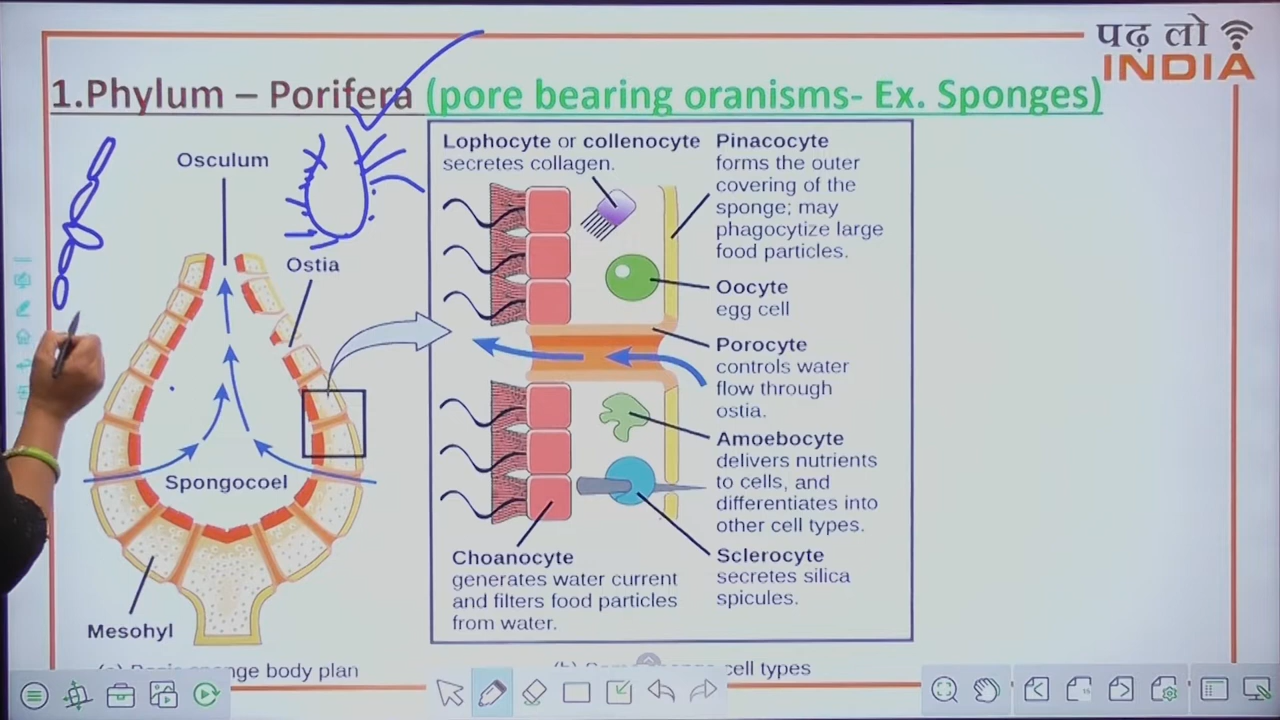 पढ़ लो
INDIA
1.Phylum – Porifera (pore bearing oranisms- Ex. Sponges)
Osculum
Ostia
Spongocoel
Mesohyl
Lophocyte or collenocyte
secretes collagen.
Pinacocyte
forms the outer
covering of the
sponge; may
phagocytize large
food particles.
Oocyte
egg cell
Porocyte
controls water
flow through
ostia.
Amoebocyte
delivers nutrients
to cells, and
differentiates into
other cell types.
Sclerocyte
secretes silica
spicules.
Choanocyte
generates water current
and filters food particles
from water.
sponge body plan
cell types